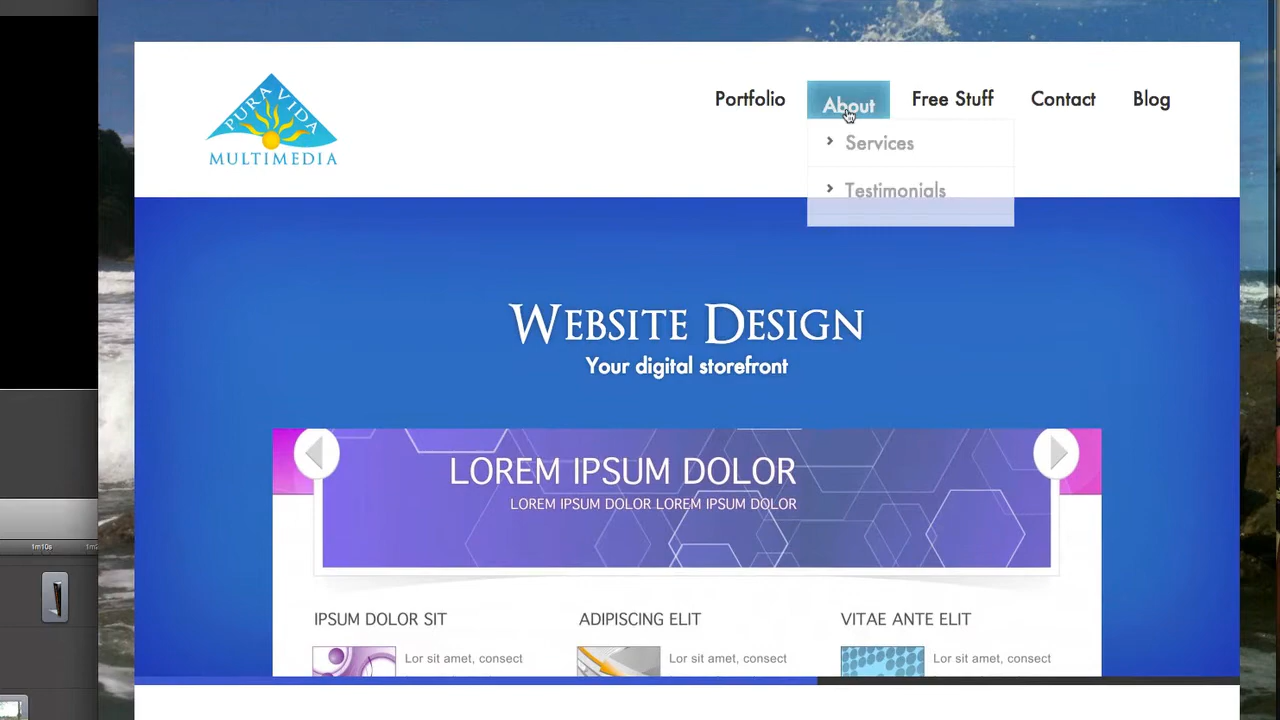 PURA VIDA
MULTIMEDIA
Portfolio
About
Free Stuff
Contact
Blog
Services
Testimonials
Website Design
Your digital storefront
LOREM IPSUM DOLOR
LOREM IPSUM DOLOR LOREM IPSUM DOLOR
IPSUM DOLOR SIT
ADIPISCING ELIT
VITAE ANTE ELIT
Lor sit amet, consect
Lor sit amet, consect
Lor sit amet, consect
1m10s